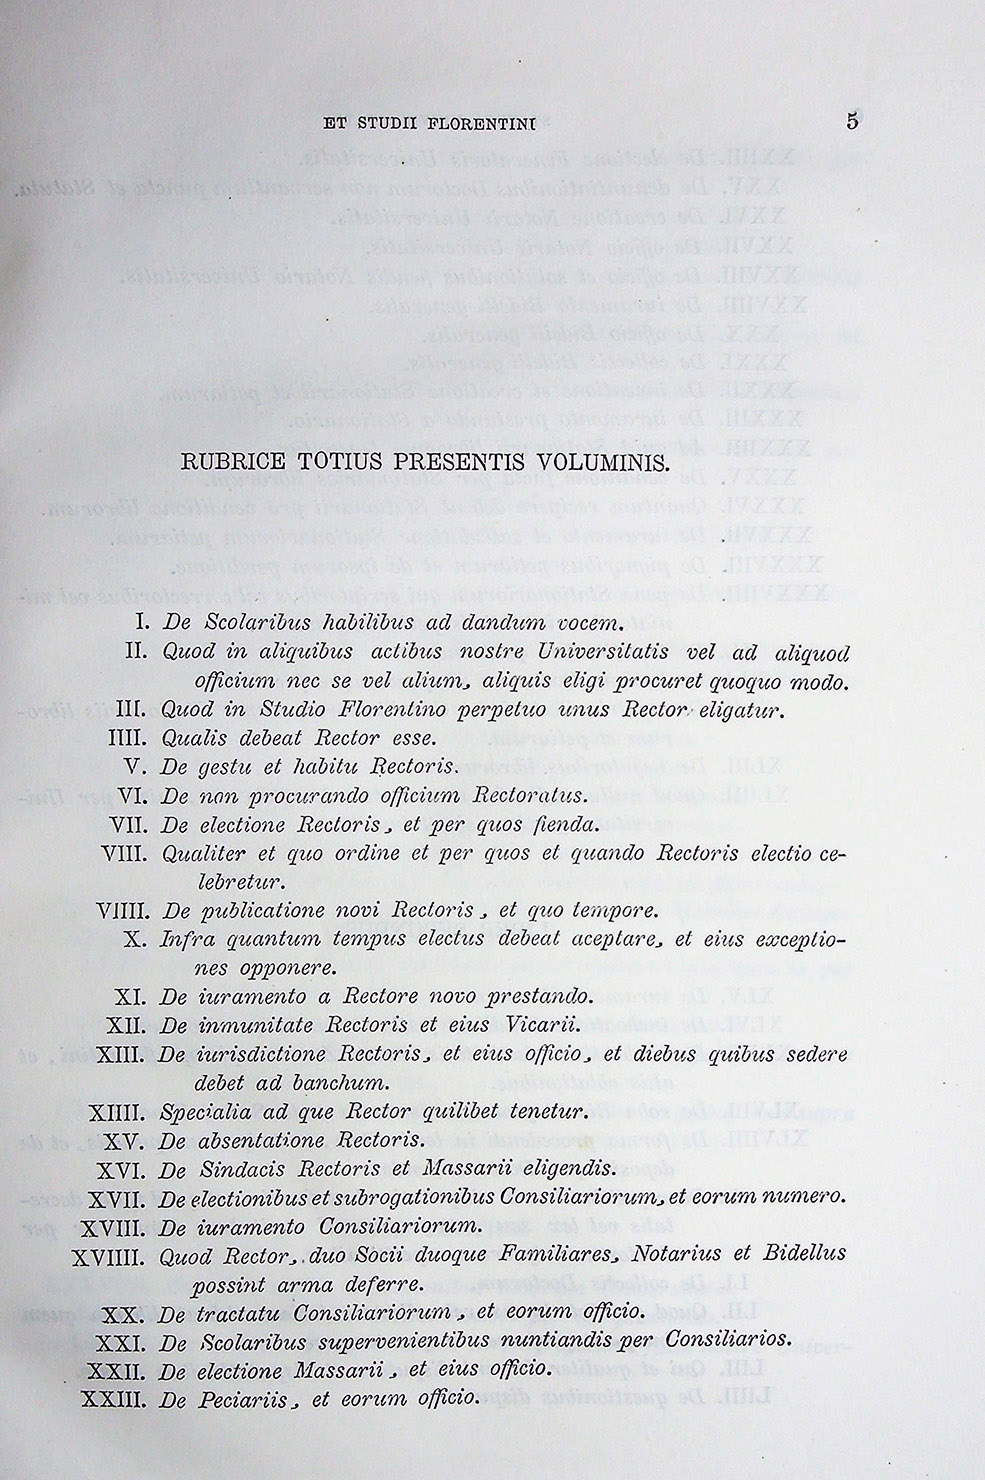 ET STUDII FLORENTINI 5
RUBRICE TOTIUS PRESENTIS VOLUMINIS.
I. De Scolaribus habilibus ad dandum vocem.
II. Quod in aliquibus actibus nostre Universitatis vel ad aliquod
officium nec se vel alium, aliquis eligi procuret quoquo modo.
III. Quod in Studio Florentino perpetuo unus Rector eligatur.
IIII. Qualis debeat Rector esse.
V. De gestu et habitu Rectoris.
VI. De non procurando officium Rectoratus.
VII. De electione Rectoris, et per quos fienda.
VIII. Qualiter et quo ordine et per quos et quando Rectoris electio ce-
lebretur.
VIIII. De publicatione novi Rectoris, et quo tempore.
X. Infra quantum tempus electus debeat aceptare, et eius exceptio-
nes opponere.
XI. De iuramento a Rectore novo prestando.
XII. De inmunitate Rectoris et eius Vicarii.
XIII. De iurisdictione Rectoris, et eius officio, et diebus quibus sedere
debet ad banchum.
XIIII. Specialia ad que Rector quilibet tenetur.
XV. De absentatione Rectoris.
XVI. De Sindacis Rectoris et Massarii eligendis.
XVII. De electionibus et subrogationibus Consiliariorum, et eorum numero.
XVIII. De iuramento Consiliariorum.
XVIIII. Quod Rector, duo Socii duoque Familiares, Notarius et Bidellus
possint arma deferre.
XX. De tractatu Consiliariorum, et eorum officio.
XXI. De Scolaribus supervenientibus nuntiandis per Consiliarios.
XXII. De electione Massarii, et eius officio.
XXIII. De Peciariis, et eorum officio.